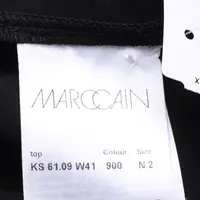 MARCCAIN
top Colour Size
KS 61.09 W41 900 N 2
x